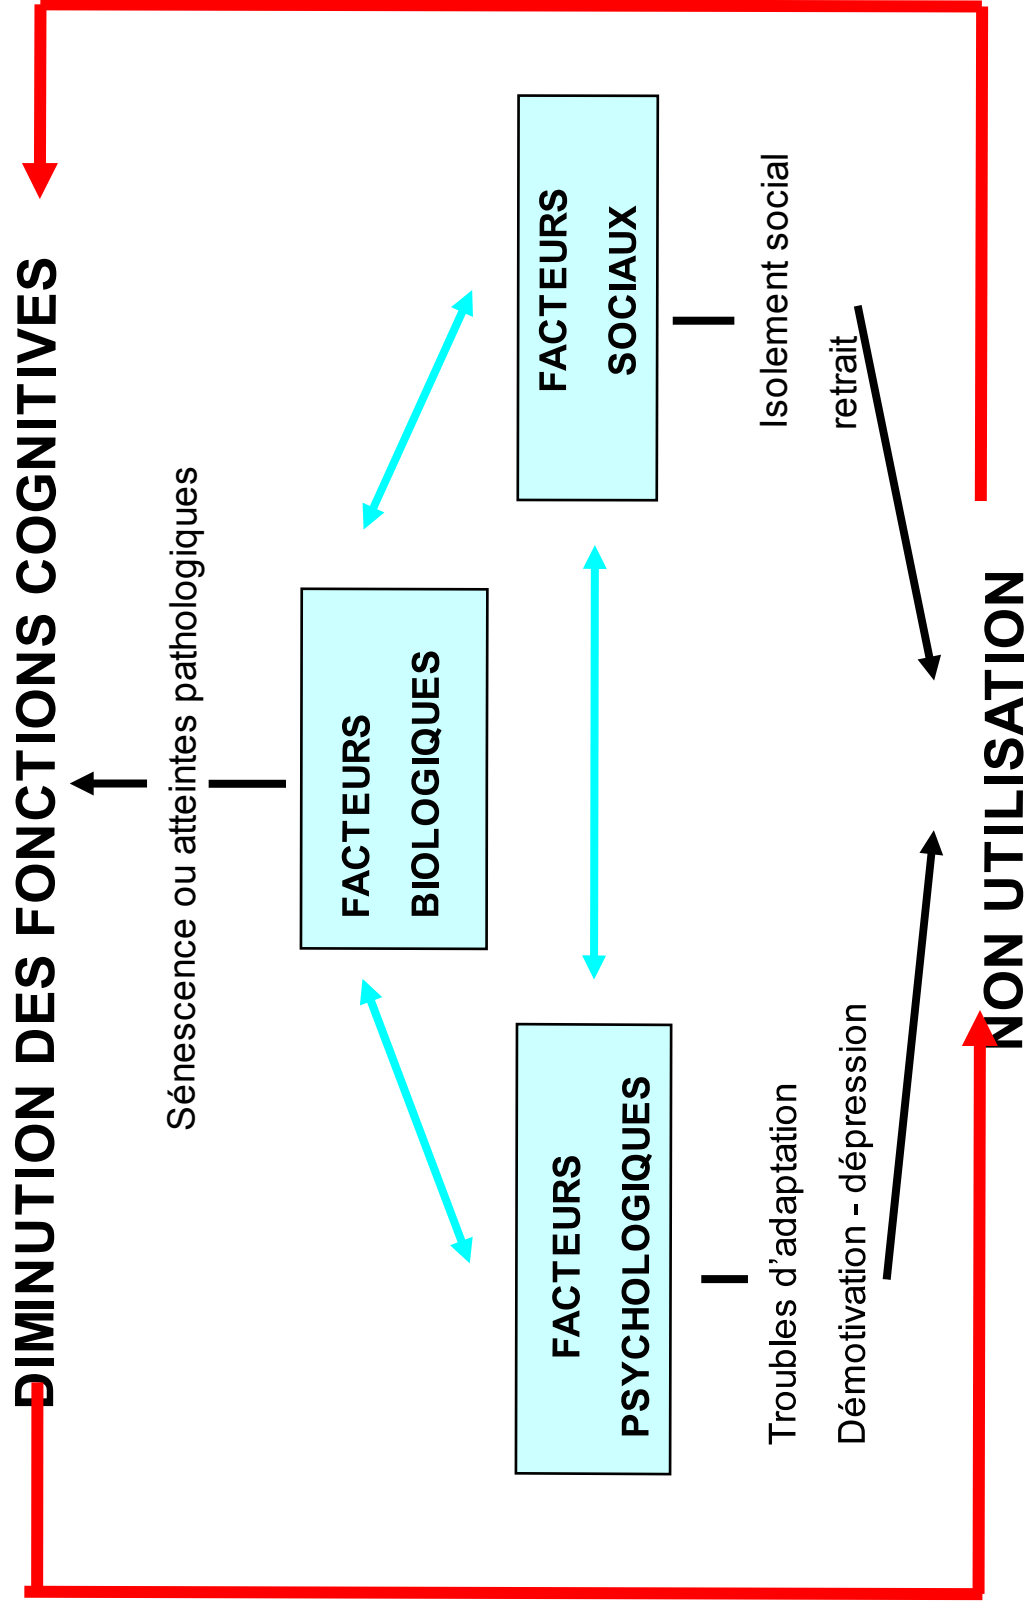 DIMINUTION DES FONCTIONS COGNITIVES
Sénescence ou atteintes pathologiques
FACTEURS
BIOLOGIQUES
FACTEURS
PSYCHOLOGIQUES
FACTEURS
SOCIAUX
Troubles d’adaptation
Démotivation - dépression
Isolement social
retrait
NON UTILISATION